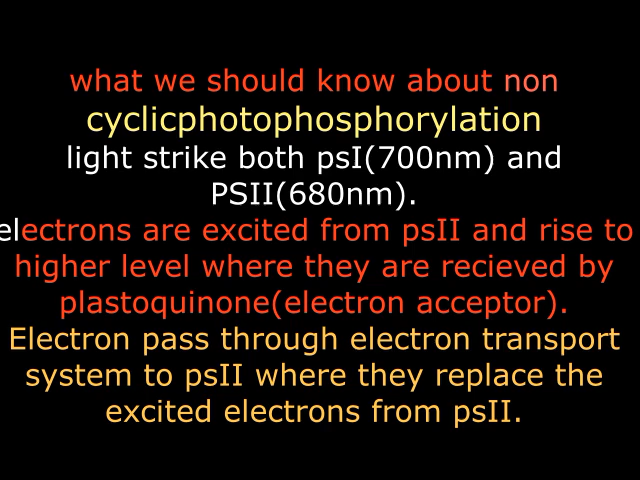 what we should know about non
cyclicphotophosphorylation
light strike both psI(700nm) and
PSII(680nm).
electrons are excited from psII and rise to
higher level where they are recieved by
plastoquinone(electron acceptor).
Electron pass through electron transport
system to psII where they replace the
excited electrons from psII.